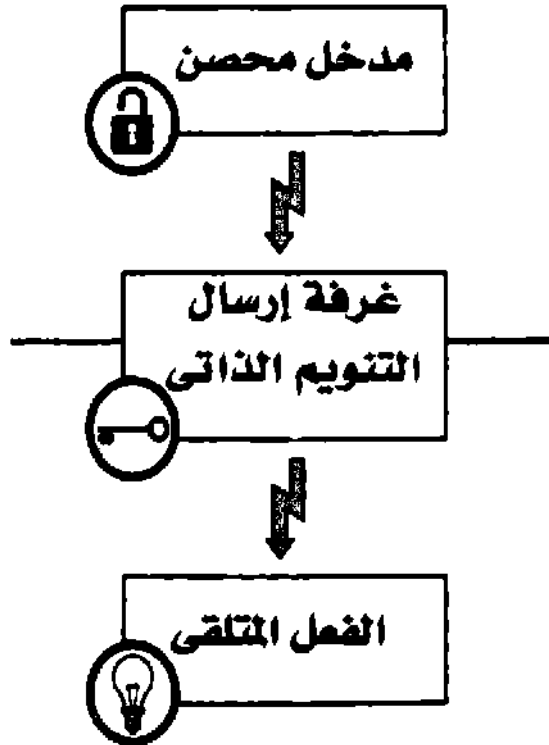 مدخل محصن
غرفة إرسال
التنويم الذاتى
الفعل المتلقى